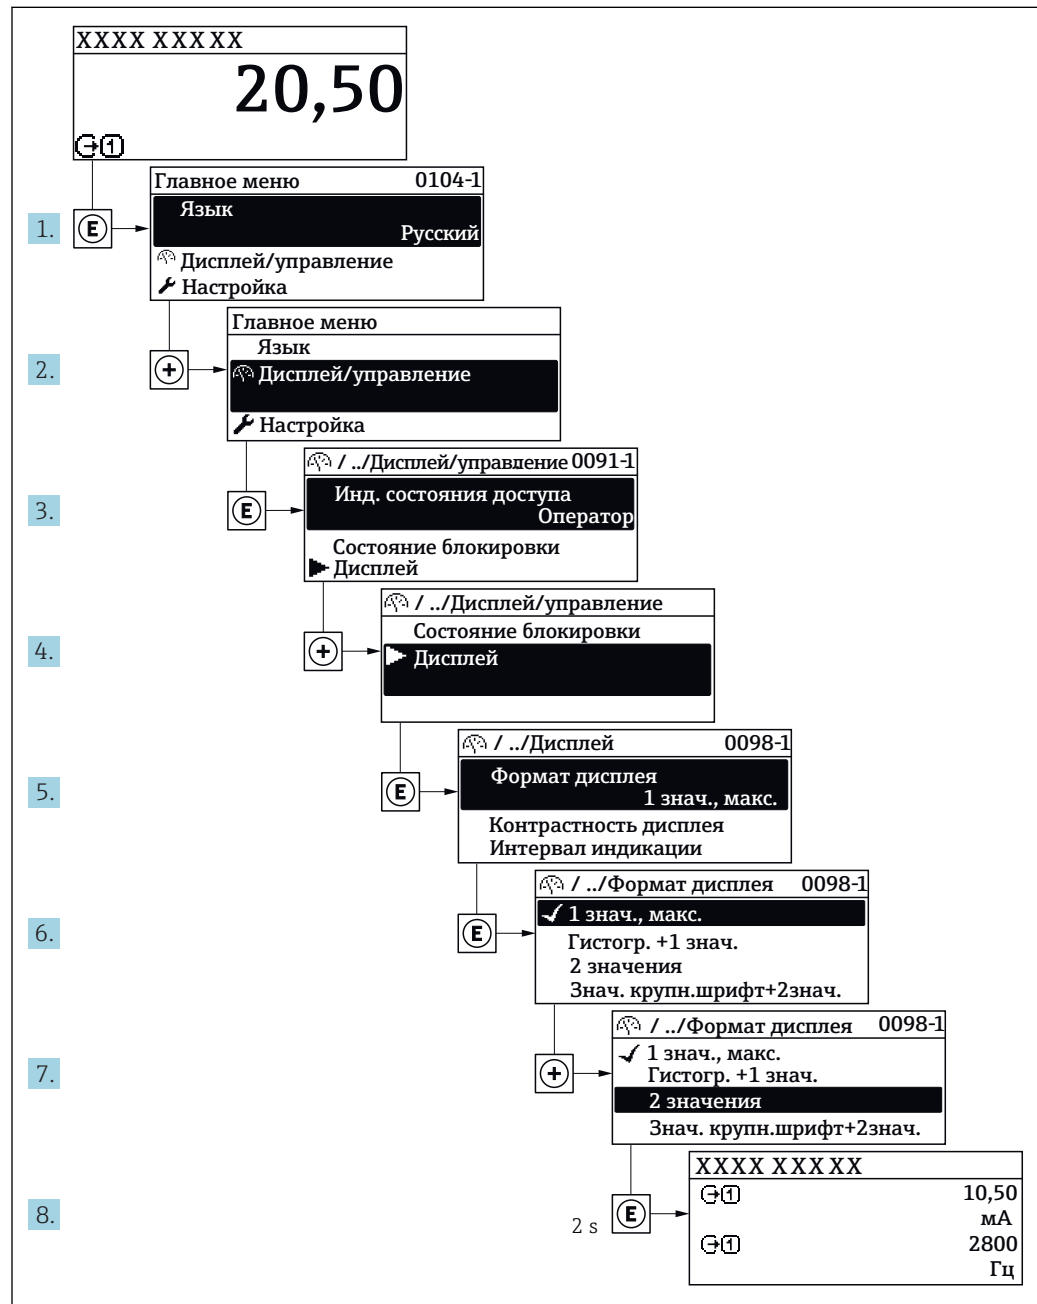 XXXX XXXXX
20,50
1
Главное меню 0104-1
Язык
Русский
Дисплей/управление
Настройка
1. E
Главное меню
Язык
Дисплей/управление
Настройка
2. +
/ ../Дисплей/управление 0091-1
Инд. состояния доступа
Оператор
Состояние блокировки
Дисплей
3. E
/ ../Дисплей/управление
Состояние блокировки
Дисплей
4. +
/ ../Дисплей 0098-1
Формат дисплея
1 знач., макс.
Контрастность дисплея
Интервал индикации
5. E
/ ../Формат дисплея 0098-1
1 знач., макс.
Гистогр. +1 знач.
2 значения
Знач. крупн.шрифт+2знач.
6. E
/ ../Формат дисплея 0098-1
1 знач., макс.
Гистогр. +1 знач.
2 значения
Знач. крупн.шрифт+2знач.
7. +
XXXX XXXXX
1 10,50
мА
1 2800
Гц
8. 2 s E